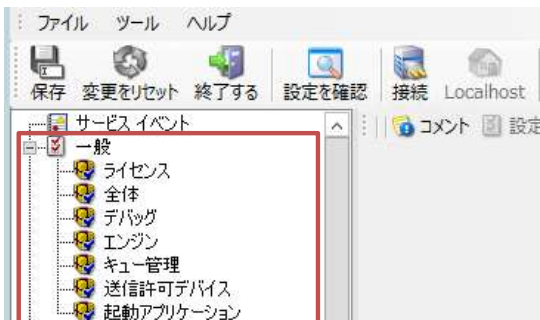 ファイル ツール ヘルプ
保存 変更をリセット 終了する 設定を確認 接続 Localhost
サービス イベント
コメント 設定
一般
ライセンス
全体
デバッグ
エンジン
キュー管理
送信許可デバイス
起動アプリケーション